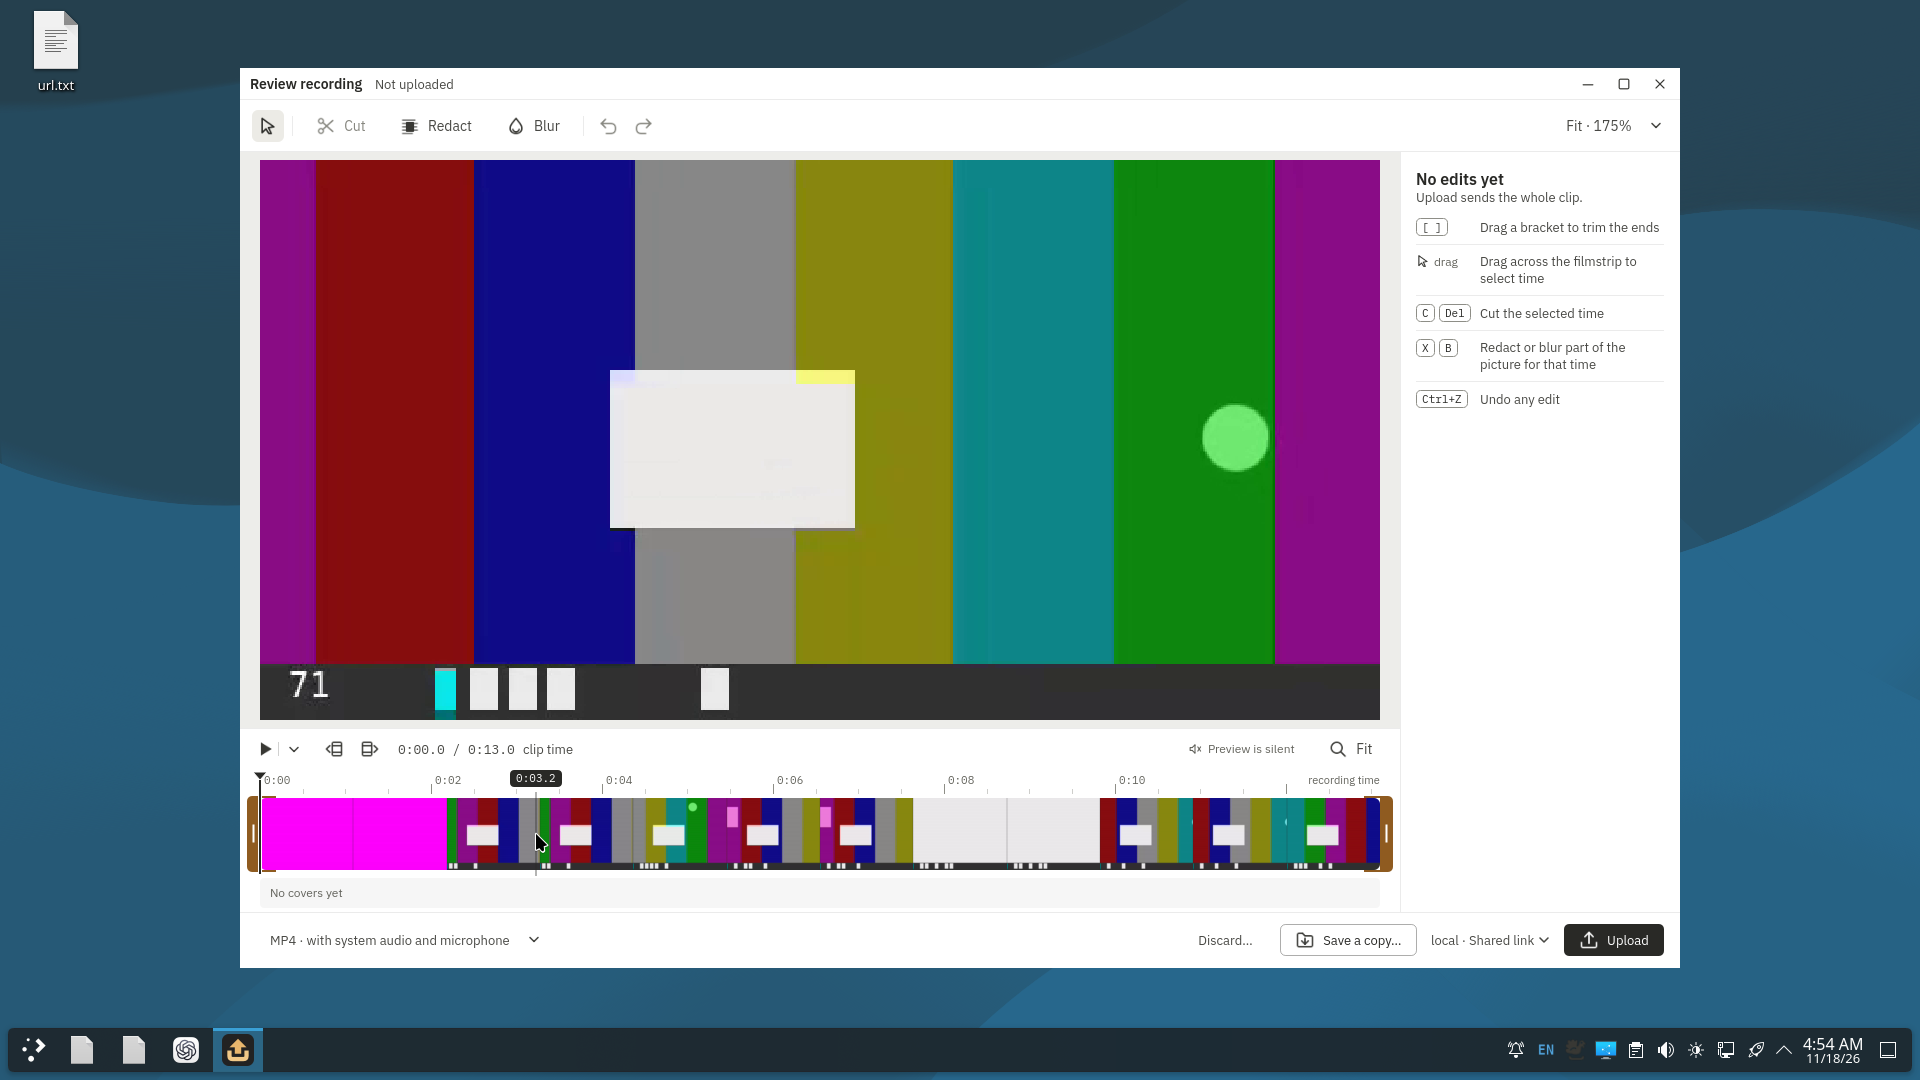 url.txt
Review recording Not uploaded
Cut Redact Blur Fit · 175%
No edits yet
Upload sends the whole clip.
[ ] Drag a bracket to trim the ends
drag Drag across the filmstrip to
select time
C Del Cut the selected time
X B Redact or blur part of the
picture for that time
Ctrl+Z Undo any edit
71
0:00.0 / 0:13.0 clip time Preview is silent Fit
0:00 0:02 0:03.2 0:04 0:06 0:08 0:10 recording time
No covers yet
MP4 · with system audio and microphone Discard... Save a copy... local · Shared link Upload
EN 4:54 AM
11/18/26